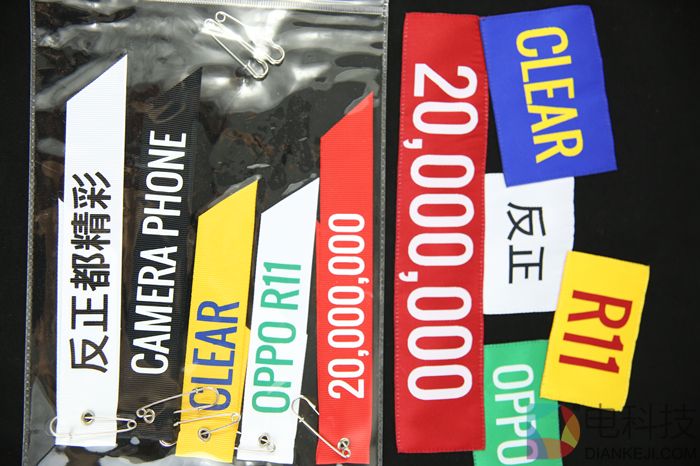 反正都精彩
CAMERA PHONE
CLEAR
OPPO R11
20,000,000
20,000,000
CLEAR
反正
R11
OPPO
电科技
DIANKEJI.COM